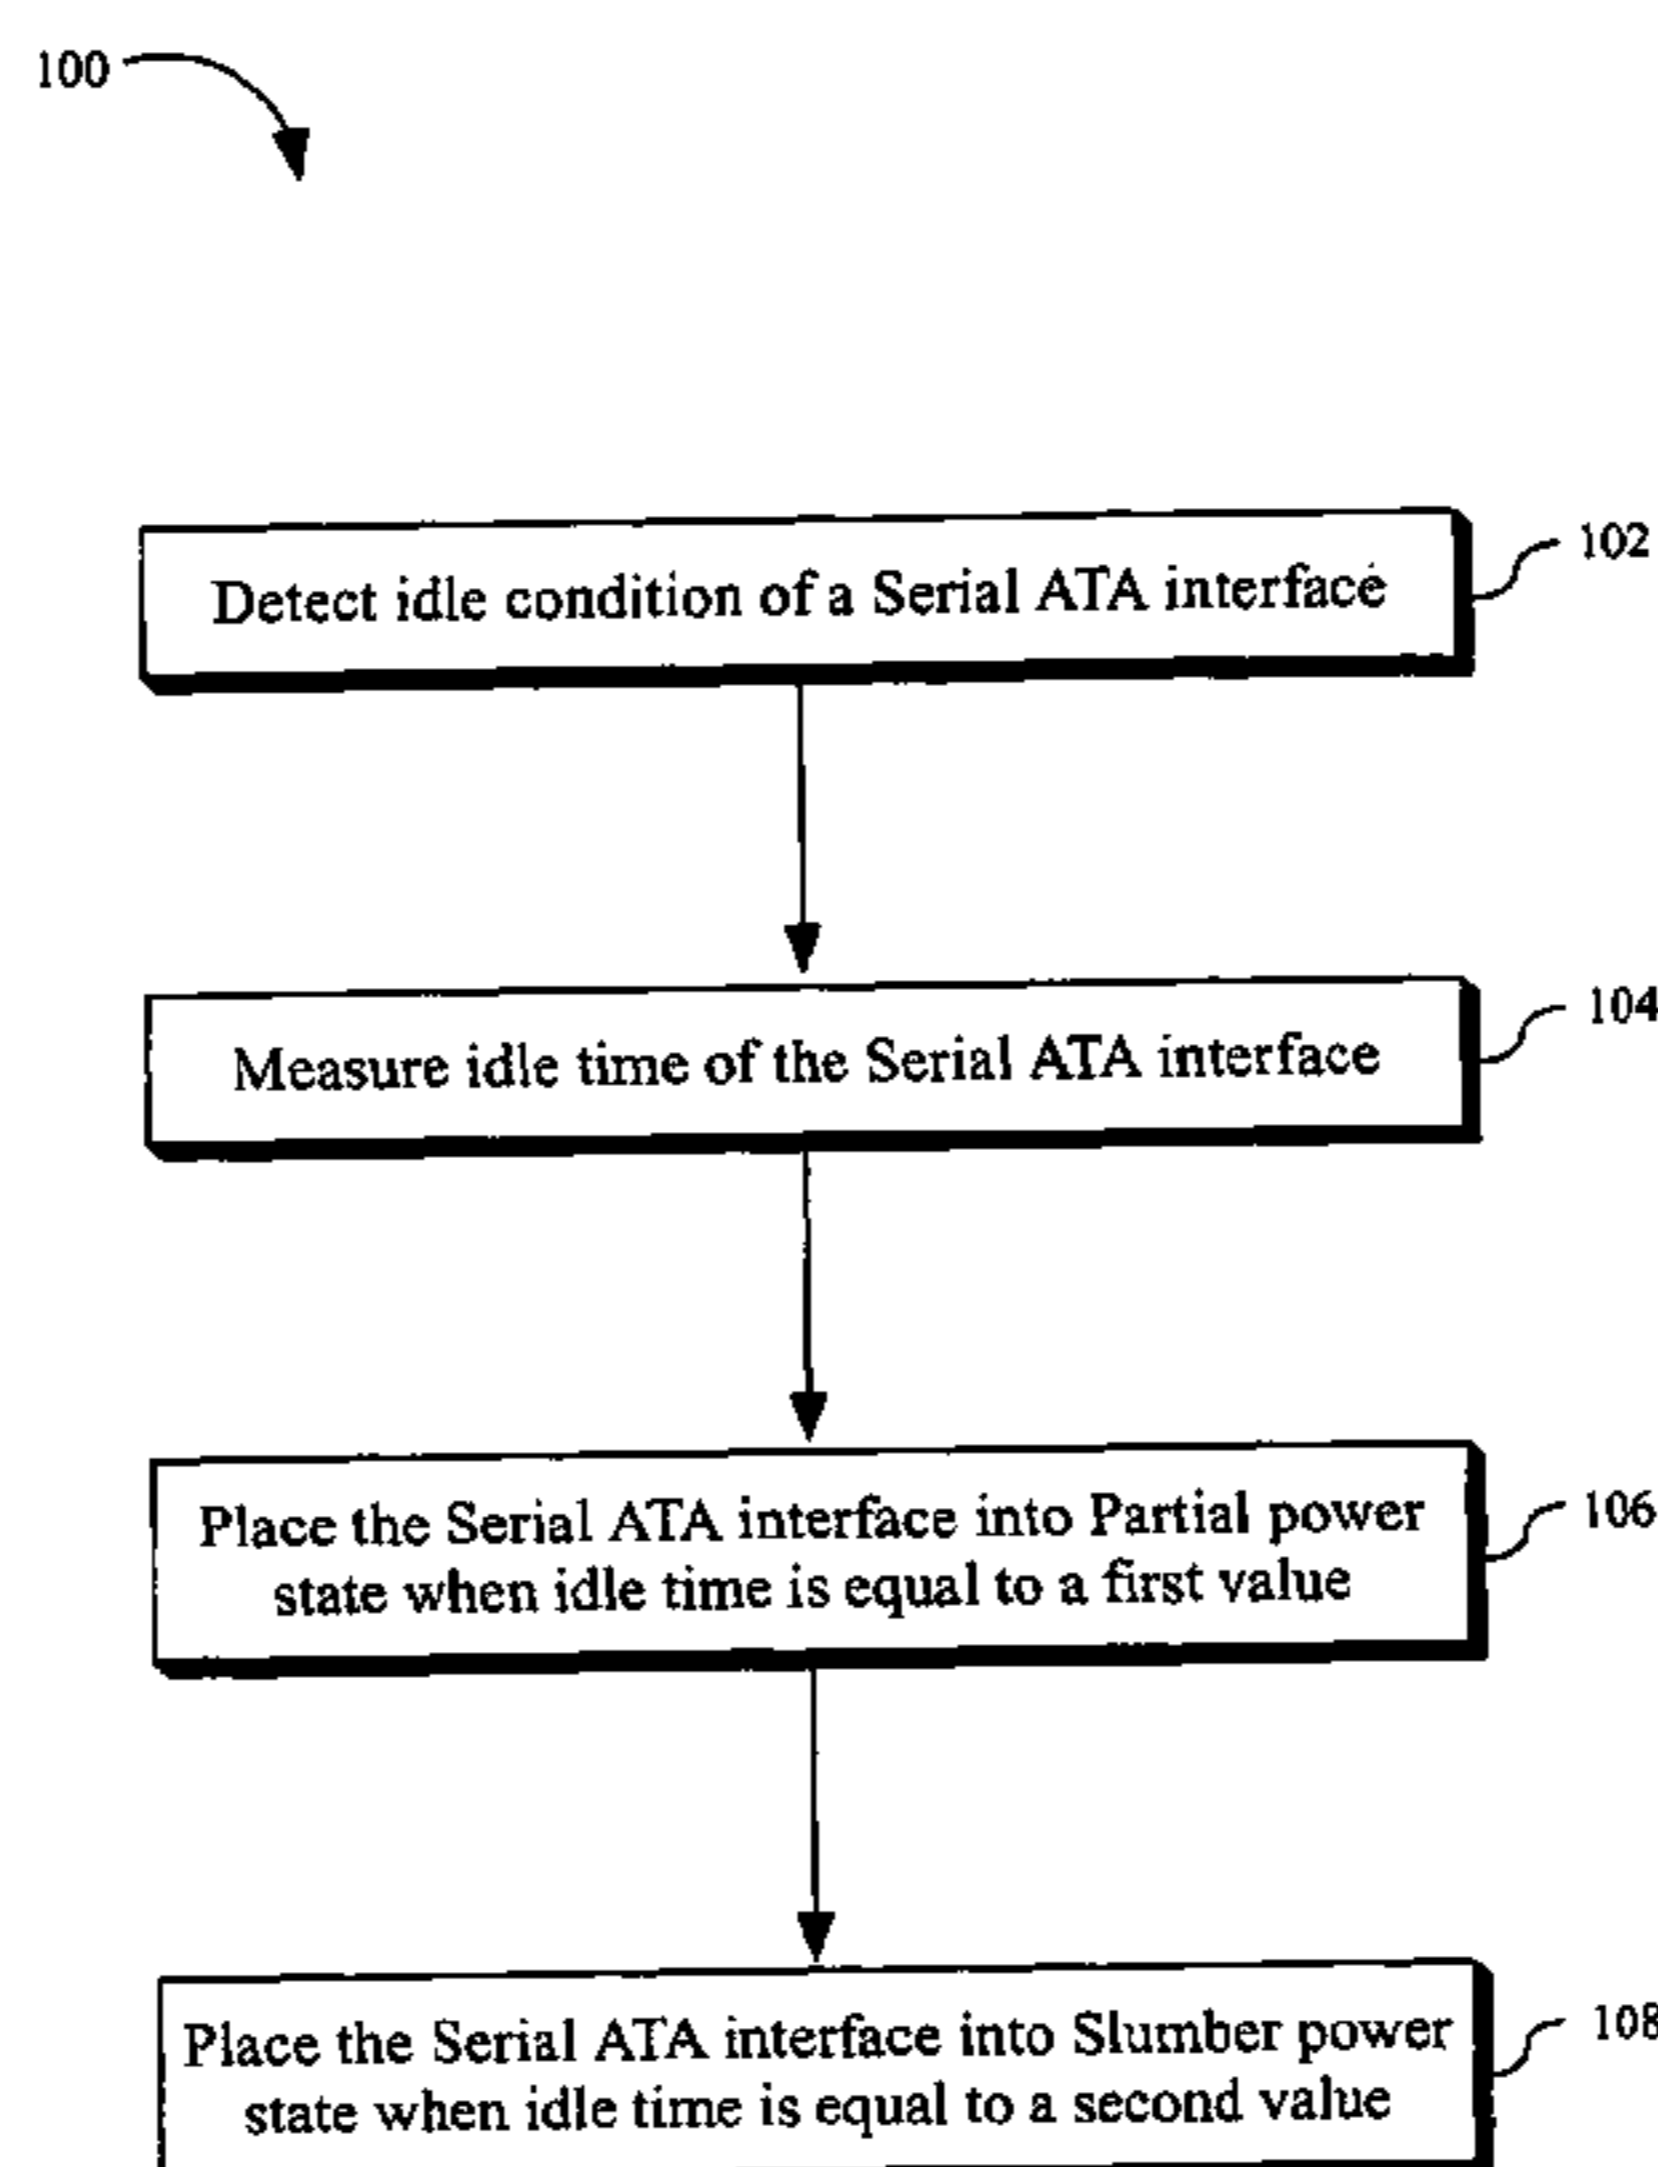 100
Detect idle condition of a Serial ATA interface
102
Measure idle time of the Serial ATA interface
104
Place the Serial ATA interface into Partial power
state when idle time is equal to a first value
106
Place the Serial ATA interface into Slumber power
state when idle time is equal to a second value
108